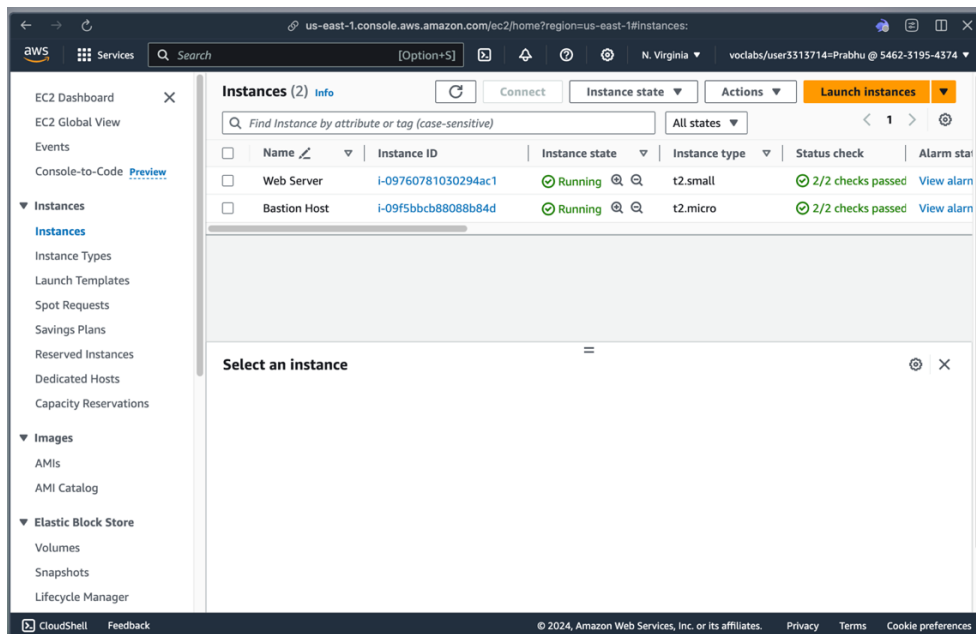 us-east-1.console.aws.amazon.com/ec2/home?region=us-east-1#instances:
aws Services Search [Option+S] N. Virginia voclabs/user3313714=Prabhu @ 5462-3195-4374
EC2 Dashboard
EC2 Global View
Events
Console-to-Code Preview
Instances
Instances
Instance Types
Launch Templates
Spot Requests
Savings Plans
Reserved Instances
Dedicated Hosts
Capacity Reservations
Images
AMIs
AMI Catalog
Elastic Block Store
Volumes
Snapshots
Lifecycle Manager
Instances (2) Info Connect Instance state Actions Launch instances
Find Instance by attribute or tag (case-sensitive) All states 1
Name Instance ID Instance state Instance type Status check Alarm stat
Web Server i-09760781030294ac1 Running t2.small 2/2 checks passed View alarm
Bastion Host i-09f5bbcb88088b84d Running t2.micro 2/2 checks passed View alarm
Select an instance
CloudShell Feedback © 2024, Amazon Web Services, Inc. or its affiliates. Privacy Terms Cookie preferences